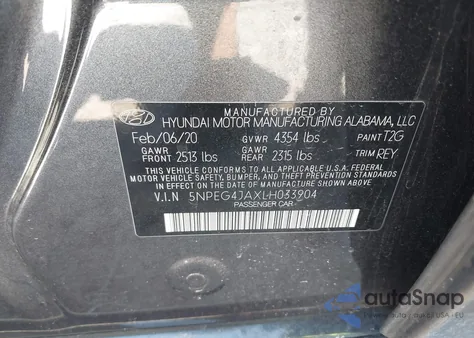 MANUFACTURED BY
HYUNDAI MOTOR MANUFACTURING ALABAMA, LLC
Feb/06/20 GVWR 4354 lbs PAINT T2G
GAWR FRONT 2513 lbs GAWR REAR 2315 lbs TRIM REY
THIS VEHICLE CONFORMS TO ALL APPLICABLE U.S.A. FEDERAL
MOTOR VEHICLE SAFETY, BUMPER, AND THEFT PREVENTION
STANDARDS IN EFFECT ON THE DATE OF MANUFACTURE
V.I.N 5NPEG4JAXLH033904
PASSENGER CAR
autoSnap